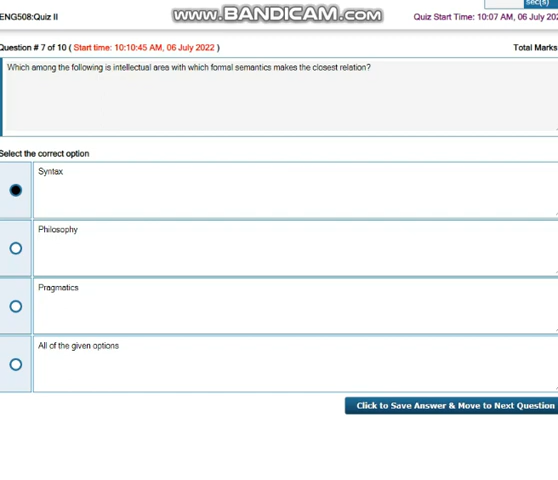 sec(s)
www.BANDICAM.com
ENG508:Quiz II
Quiz Start Time: 10:07 AM, 06 July 202
Question # 7 of 10 ( Start time: 10:10:45 AM, 06 July 2022 )
Total Marks
Which among the following is intellectual area with which formal semantics makes the closest relation?
Select the correct option
Syntax
Philosophy
Pragmatics
All of the given options
Click to Save Answer & Move to Next Question